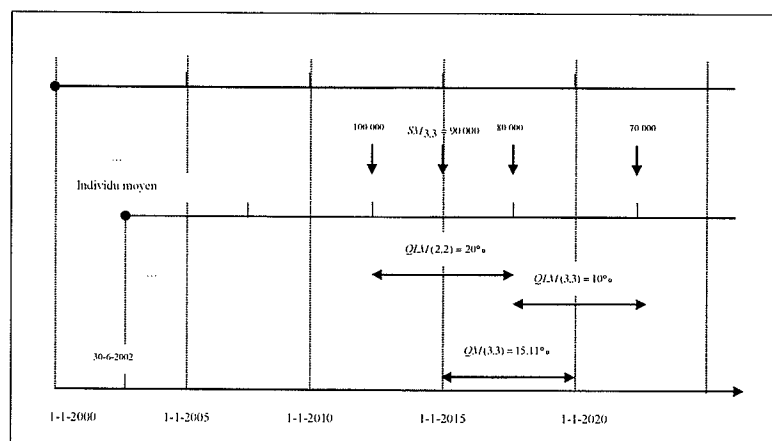 100 000 SM3,3 = 90 000 80 000 70 000
...
Individu moyen
QLM(2,2) = 20%
... QLM(3,3) = 10%
30-6-2002 QM(3,3) = 15.11%
1-1-2000 1-1-2005 1-1-2010 1-1-2015 1-1-2020